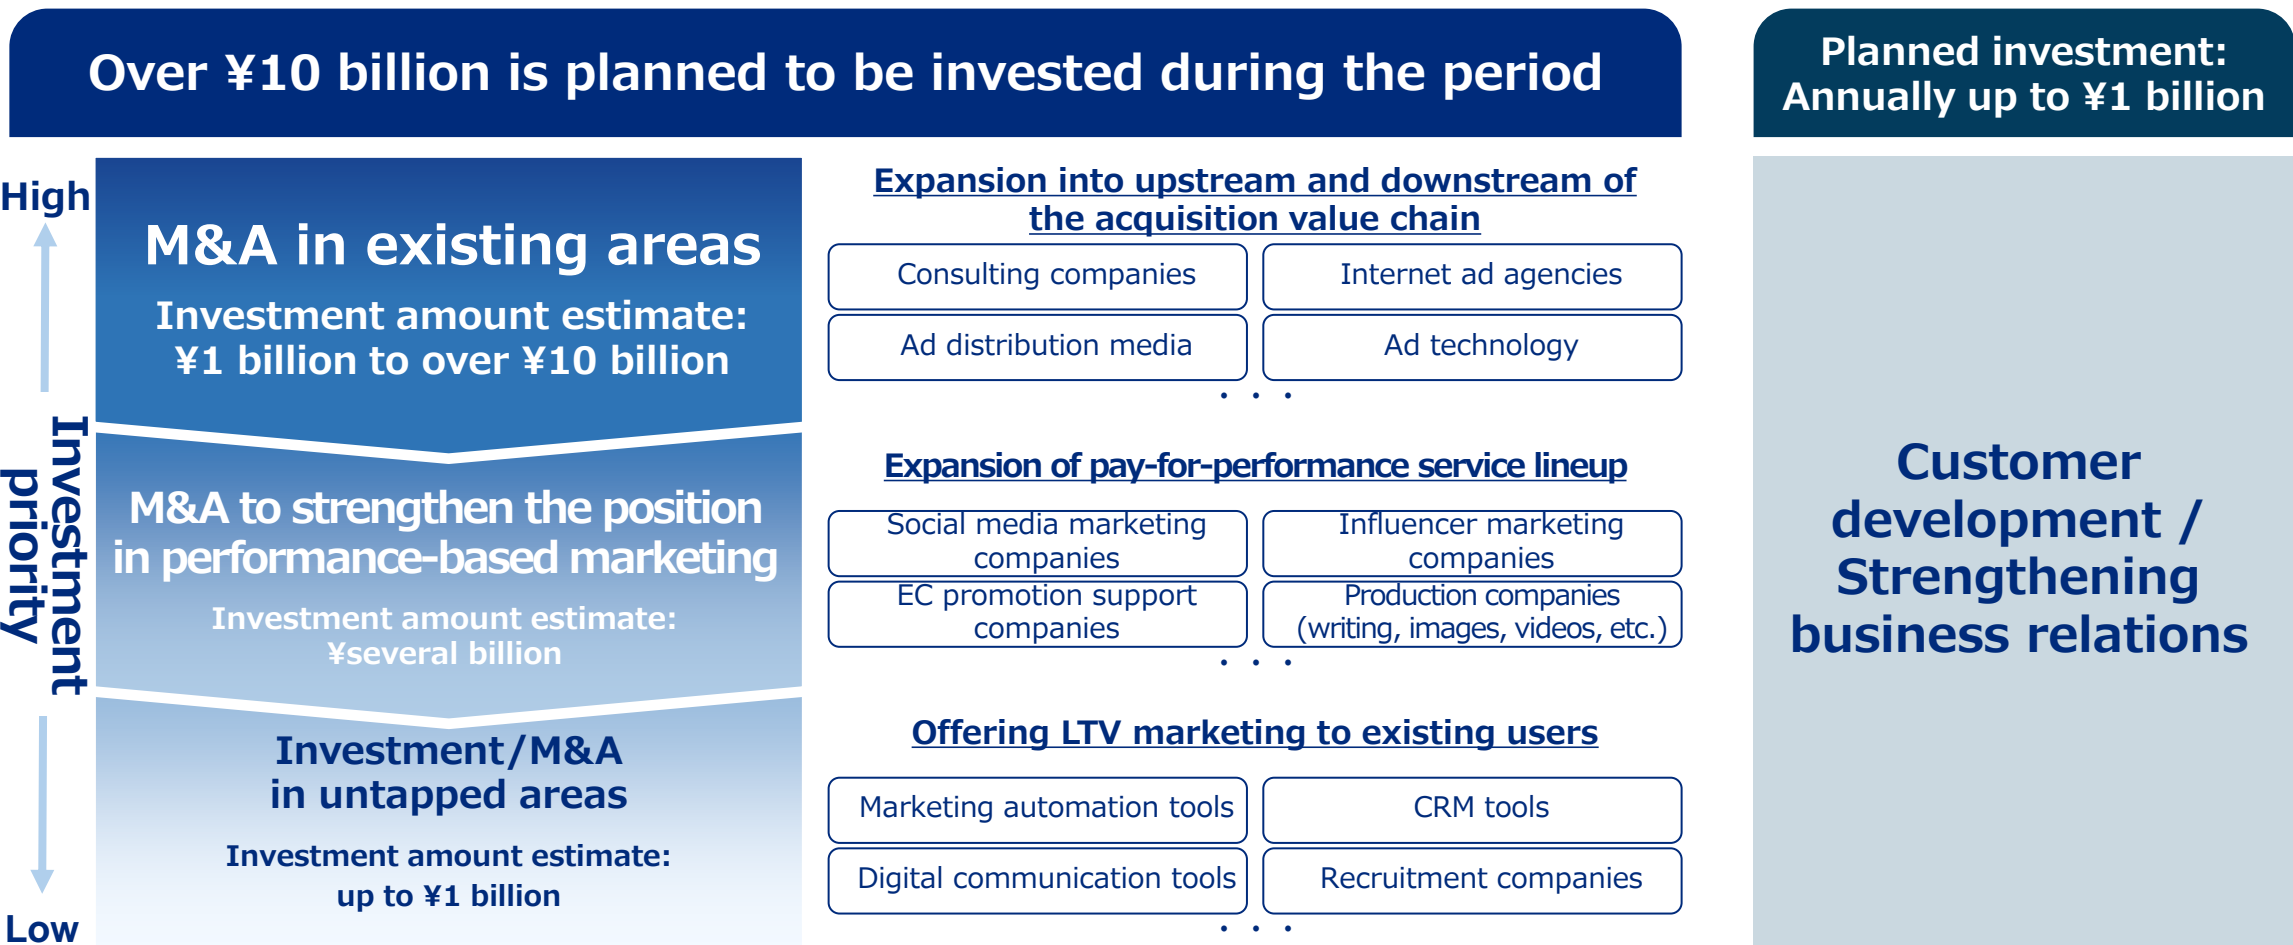 Over ¥10 billion is planned to be invested during the period
Planned investment:
Annually up to ¥1 billion
High
Investment
priority
Low
M&A in existing areas
Investment amount estimate:
¥1 billion to over ¥10 billion
Expansion into upstream and downstream of
the acquisition value chain
Consulting companies
Internet ad agencies
Ad distribution media
Ad technology
・・・
M&A to strengthen the position
in performance-based marketing
Investment amount estimate:
¥several billion
Expansion of pay-for-performance service lineup
Social media marketing
companies
Influencer marketing
companies
EC promotion support
companies
Production companies
(writing, images, videos, etc.)
・・・
Investment/M&A
in untapped areas
Investment amount estimate:
up to ¥1 billion
Offering LTV marketing to existing users
Marketing automation tools
CRM tools
Digital communication tools
Recruitment companies
・・・
Customer
development /
Strengthening
business relations